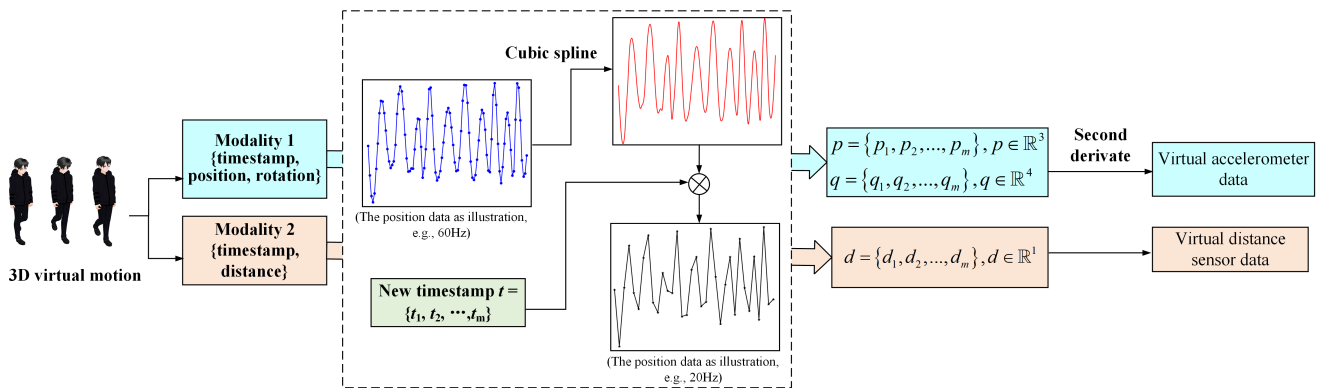 3D virtual motion
Modality 1
{timestamp,
position, rotation}
Modality 2
{timestamp,
distance}
(The position data as illustration,
e.g., 60Hz)
Cubic spline
New timestamp t =
{t₁, t₂, ⋯,tₘ}
(The position data as illustration,
e.g., 20Hz)
p = {p₁, p₂,..., pₘ}, p ∈ ℝ³
q = {q₁, q₂,..., qₘ}, q ∈ ℝ⁴
Second
derivate
Virtual accelerometer
data
d = {d₁, d₂,..., dₘ}, d ∈ ℝ¹
Virtual distance
sensor data